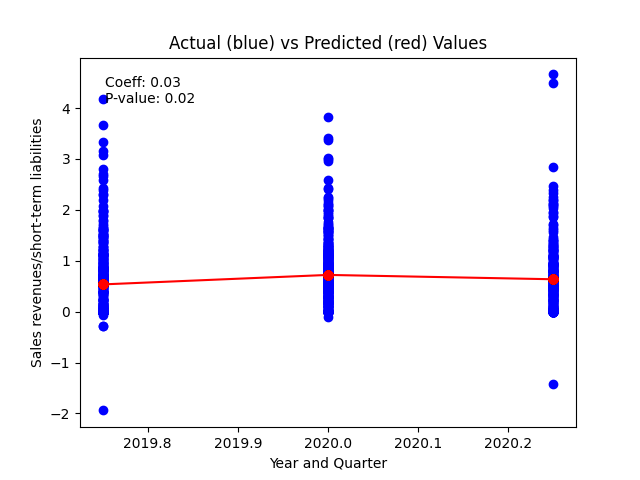 Actual (blue) vs Predicted (red) Values
Coeff: 0.03
P-value: 0.02
4
3
2
1
0
−1
−2
Sales revenues/short-term liabilities
2019.8 2019.9 2020.0 2020.1 2020.2
Year and Quarter